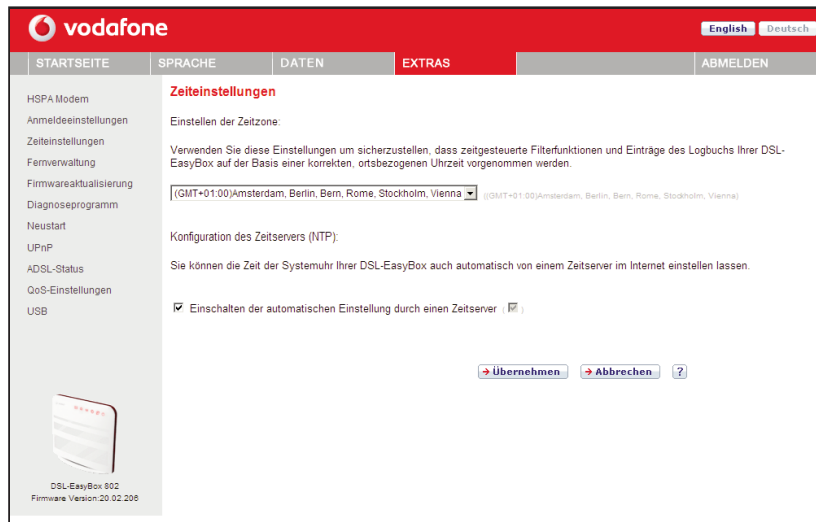 vodafone
English Deutsch
STARTSEITE SPRACHE DATEN EXTRAS ABMELDEN
HSPA Modem
Anmeldeeinstellungen
Zeiteinstellungen
Fernverwaltung
Firmwareaktualisierung
Diagnoseprogramm
Neustart
UPnP
ADSL-Status
QoS-Einstellungen
USB
DSL-EasyBox 802
Firmware Version:20.02.206
Zeiteinstellungen
Einstellen der Zeitzone:
Verwenden Sie diese Einstellungen um sicherzustellen, dass zeitgesteuerte Filterfunktionen und Einträge des Logbuchs Ihrer DSL-
EasyBox auf der Basis einer korrekten, ortsbezogenen Uhrzeit vorgenommen werden.
(GMT+01:00)Amsterdam, Berlin, Bern, Rome, Stockholm, Vienna ((GMT+01:00)Amsterdam, Berlin, Bern, Rome, Stockholm, Vienna)
Konfiguration des Zeitservers (NTP):
Sie können die Zeit der Systemuhr Ihrer DSL-EasyBox auch automatisch von einem Zeitserver im Internet einstellen lassen.
Einschalten der automatischen Einstellung durch einen Zeitserver ( )
Übernehmen Abbrechen ?